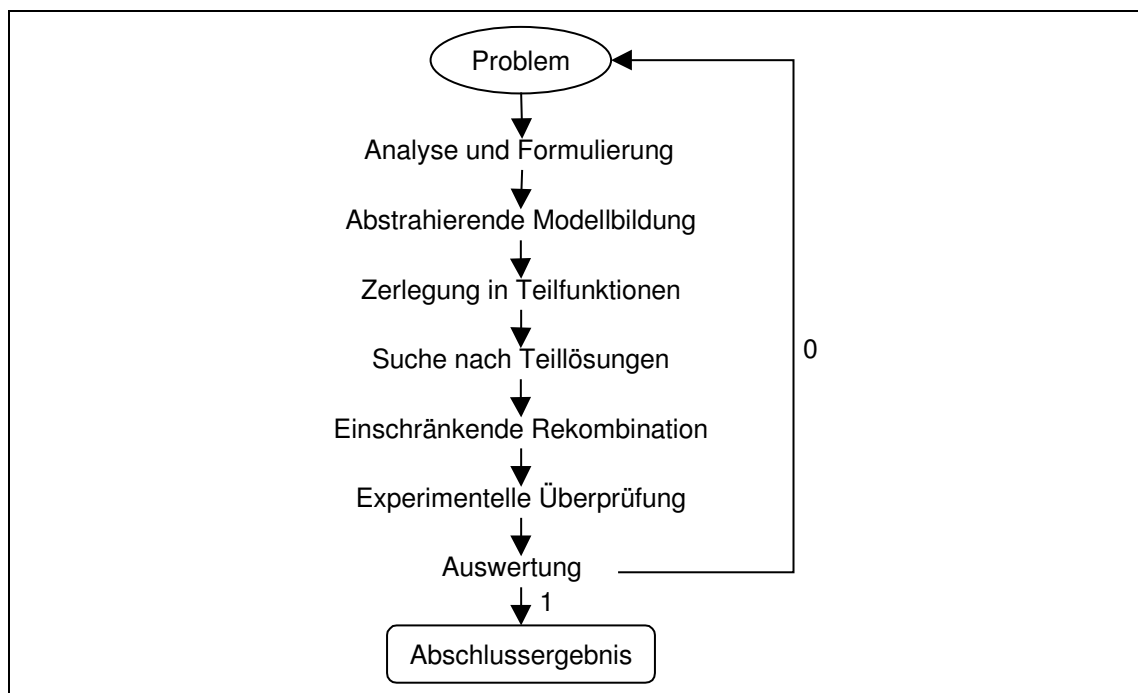 Problem
Analyse und Formulierung
Abstrahierende Modellbildung
Zerlegung in Teilfunktionen
Suche nach Teillösungen
0
Einschränkende Rekombination
Experimentelle Überprüfung
Auswertung
1
Abschlussergebnis